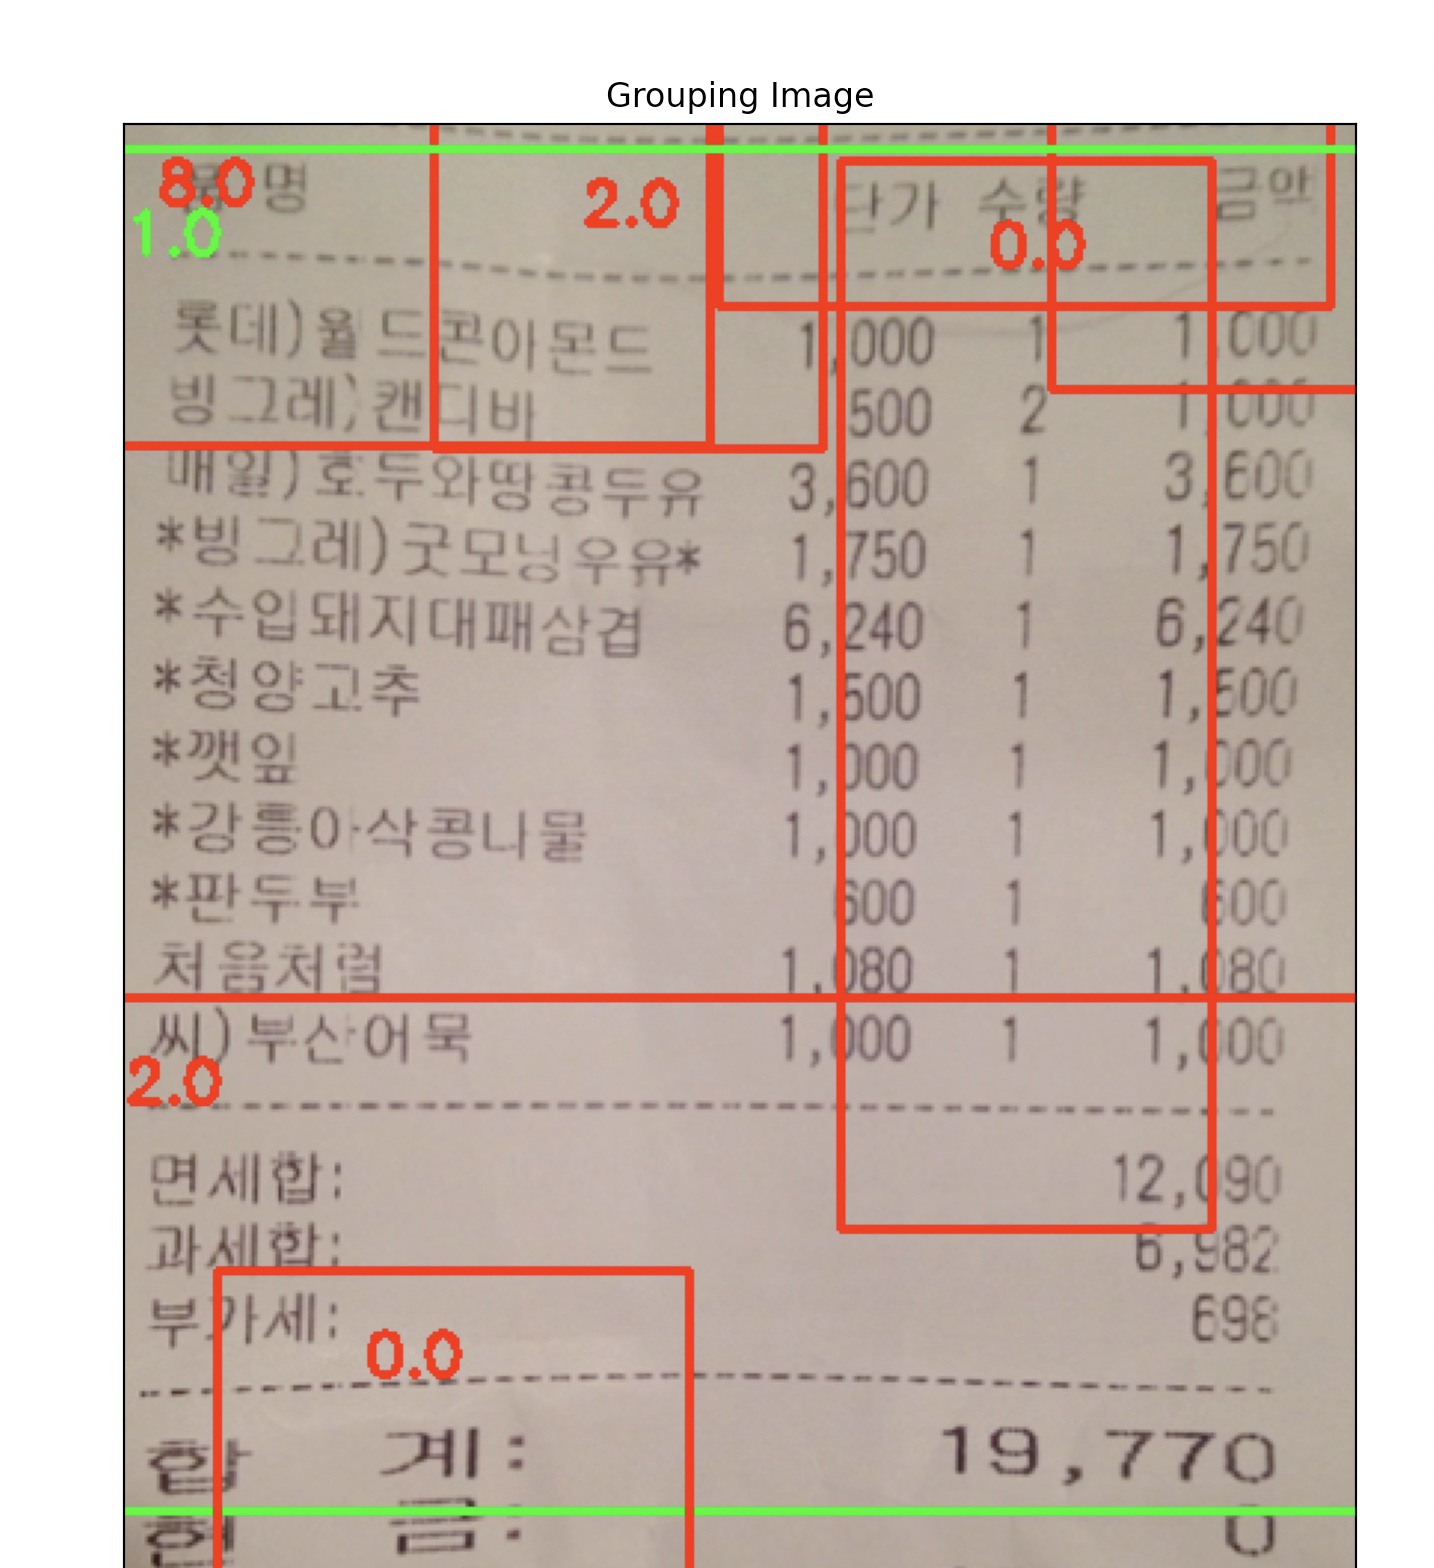 Grouping Image
8.0 명 2.0 단가 수량 금액
1.0 0.0
롯데)월드콘아몬드 1,000 1 1,000
빙그레)캔디바 500 2 1,000
매일)호두와땅콩두유 3,600 1 3,600
*빙그레)굿모닝우유* 1,750 1 1,750
*수입돼지대패삼겹 6,240 1 6,240
*청양고추 1,500 1 1,500
*깻잎 1,000 1 1,000
*강릉아삭콩나물 1,000 1 1,000
*판두부 600 1 600
처음처럼 1,080 1 1,080
씨)부산어묵 1,000 1 1,000
2.0
면세합: 12,090
과세합: 6,982
부가세: 698
0.0
합 계: 19,770
현 금: 0